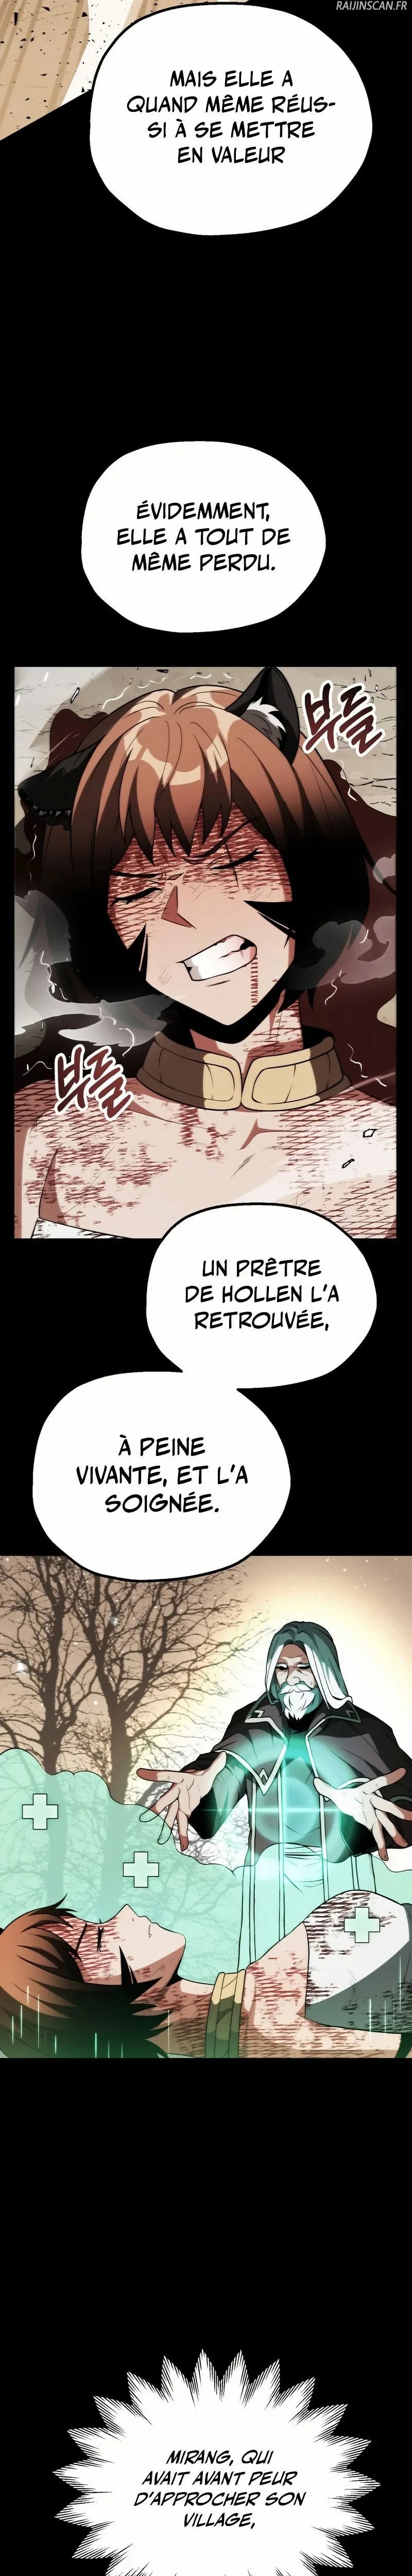 RAIJINSCAN.FR
MAIS ELLE A
QUAND MÊME RÉUS-
SI À SE METTRE
EN VALEUR
ÉVIDEMMENT,
ELLE A TOUT DE
MÊME PERDU.
부들
부들
UN PRÊTRE
DE HOLLEN L'A
RETROUVÉE,
À PEINE
VIVANTE, ET L'A
SOIGNÉE.
MIRANG, QUI
AVAIT AVANT PEUR
D'APPROCHER SON
VILLAGE,